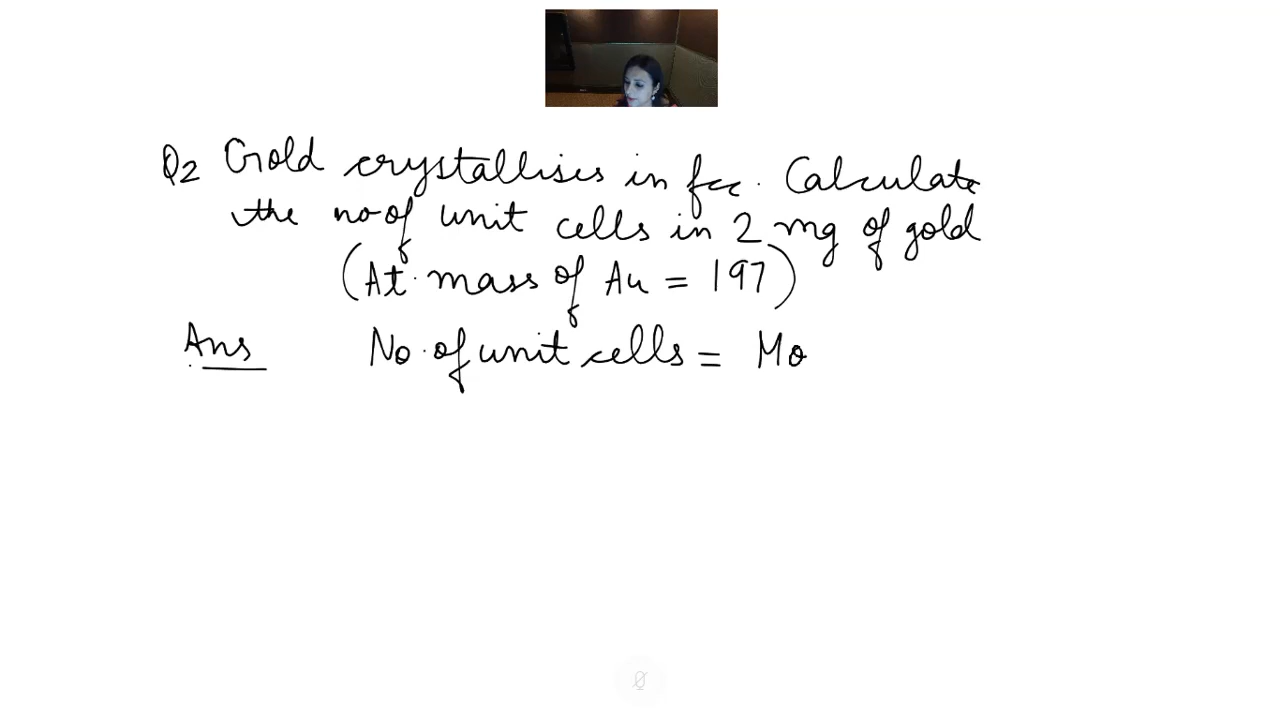 Q2 Gold crystallises in fcc. Calculate
the no of unit cells in 2 mg of gold
(At. mass of Au = 197)
Ans No. of unit cells = Mo